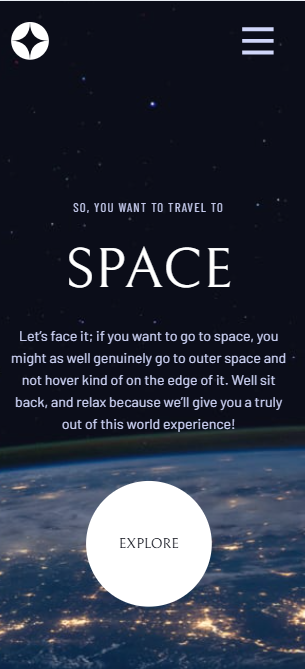 SO, YOU WANT TO TRAVEL TO
SPACE
Let's face it; if you want to go to space, you
might as well genuinely go to outer space and
not hover kind of on the edge of it. Well sit
back, and relax because we'll give you a truly
out of this world experience!
EXPLORE